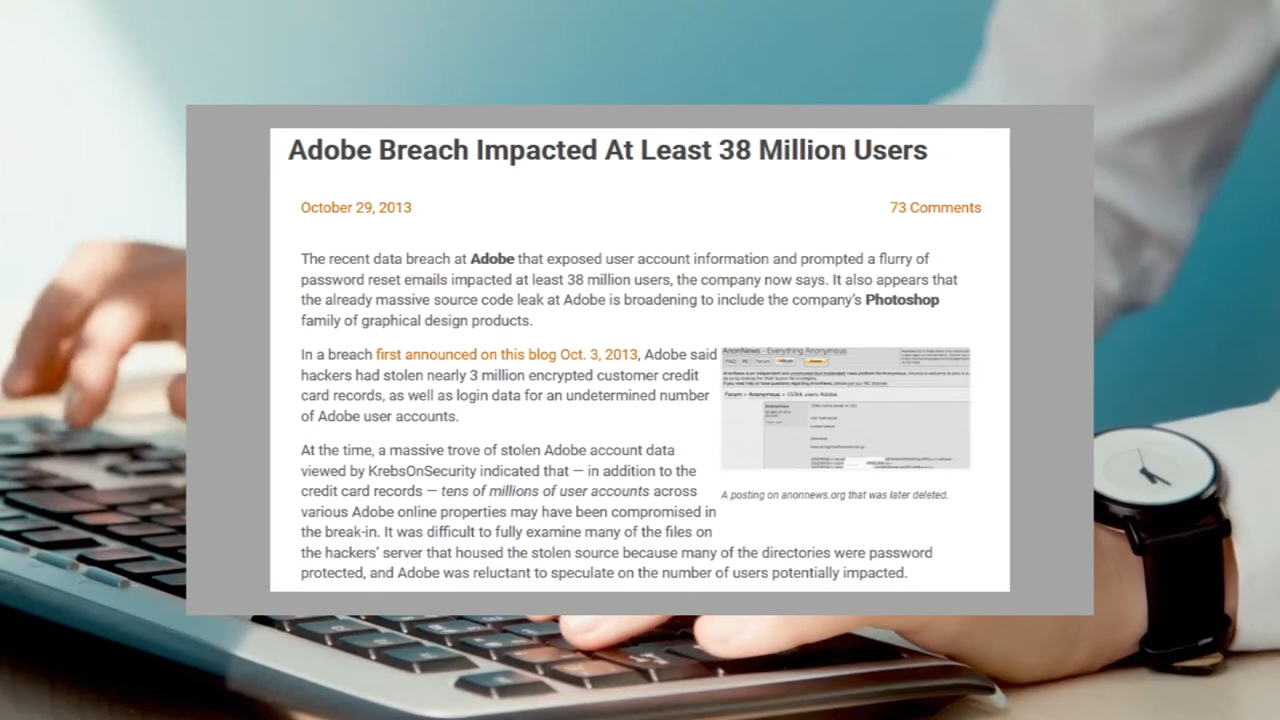 Adobe Breach Impacted At Least 38 Million Users
October 29, 2013
73 Comments
The recent data breach at Adobe that exposed user account information and prompted a flurry of
password reset emails impacted at least 38 million users, the company now says. It also appears that
the already massive source code leak at Adobe is broadening to include the company's Photoshop
family of graphical design products.
In a breach first announced on this blog Oct. 3, 2013, Adobe said
hackers had stolen nearly 3 million encrypted customer credit
card records, as well as login data for an undetermined number
of Adobe user accounts.
AnonNews - Everything Anonymous
Forum > Anonymous > 153kk users Adobe
A posting on anonnews.org that was later deleted.
At the time, a massive trove of stolen Adobe account data
viewed by KrebsOnSecurity indicated that — in addition to the
credit card records — tens of millions of user accounts across
various Adobe online properties may have been compromised in
the break-in. It was difficult to fully examine many of the files on
the hackers' server that housed the stolen source because many of the directories were password
protected, and Adobe was reluctant to speculate on the number of users potentially impacted.